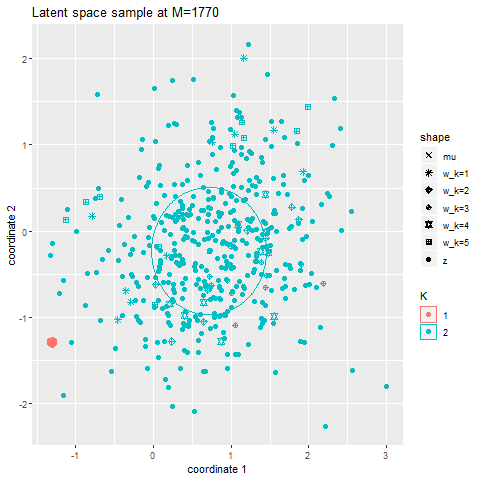 Latent space sample at M=1770
2
1
0
-1
-2
coordinate 2
-1
0
1
2
3
coordinate 1
shape
mu
w_k=1
w_k=2
w_k=3
w_k=4
w_k=5
z
K
1
2